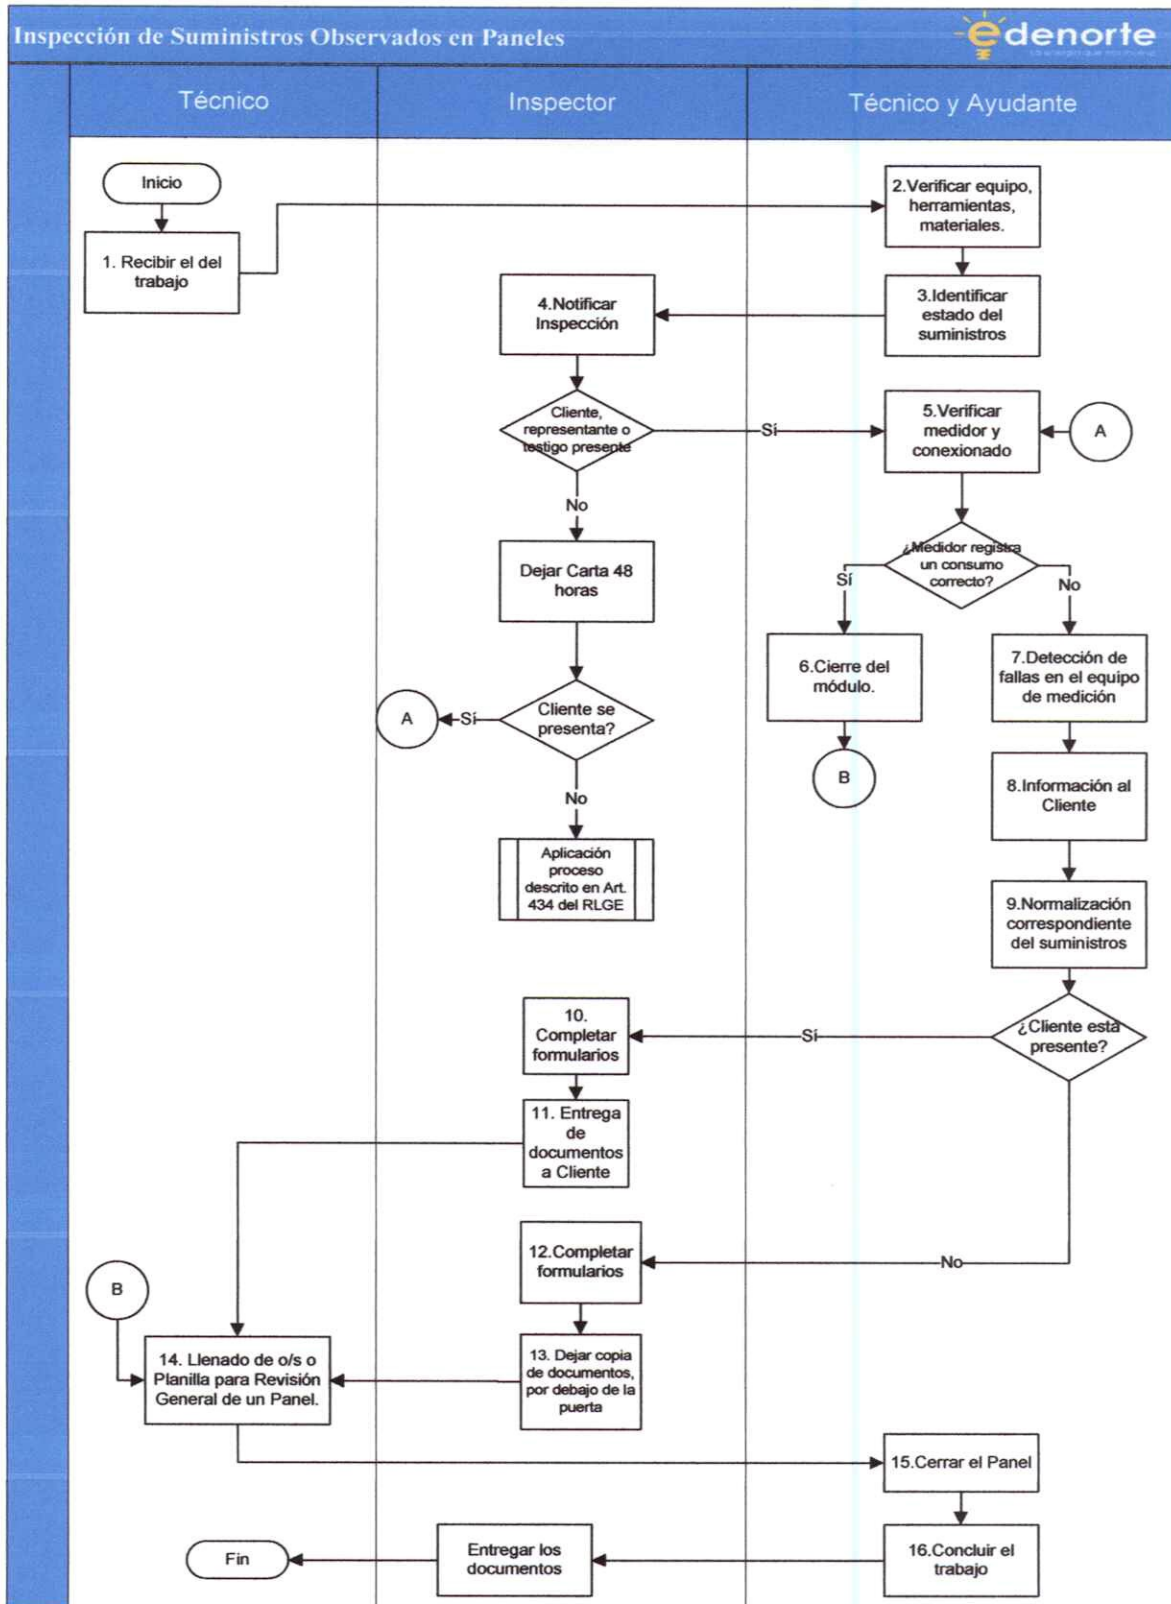 Inspección de Suministros Observados en Paneles
edenorte
Técnico
Inspector
Técnico y Ayudante
Inicio
1. Recibir el del
trabajo
2.Verificar equipo,
herramientas,
materiales.
3.Identificar
estado del
suministros
4.Notificar
Inspección
Cliente,
representante o
testigo presente
Sí
5.Verificar
medidor y
conexionado
A
No
¿Medidor registra
un consumo
correcto?
Sí
No
Dejar Carta 48
horas
6.Cierre del
módulo.
7.Detección de
fallas en el equipo
de medición
A
Sí
Cliente se
presenta?
B
8.Información al
Cliente
No
Aplicación
proceso
descrito en Art.
434 del RLGE
9.Normalización
correspondiente
del suministros
10.
Completar
formularios
Sí
¿Cliente está
presente?
11. Entrega
de
documentos
a Cliente
12.Completar
formularios
No
B
14. Llenado de o/s o
Planilla para Revisión
General de un Panel.
13. Dejar copia
de documentos,
por debajo de la
puerta
15.Cerrar el Panel
Fin
Entregar los
documentos
16.Concluir el
trabajo